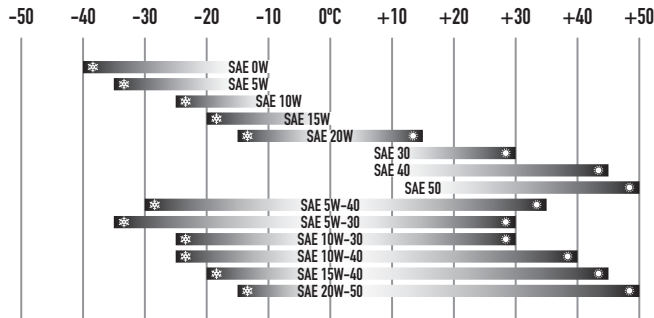 -50 -40 -30 -20 -10 0°C +10 +20 +30 +40 +50
SAE 0W
SAE 5W
SAE 10W
SAE 15W
SAE 20W
SAE 30
SAE 40
SAE 50
SAE 5W-40
SAE 5W-30
SAE 10W-30
SAE 10W-40
SAE 15W-40
SAE 20W-50